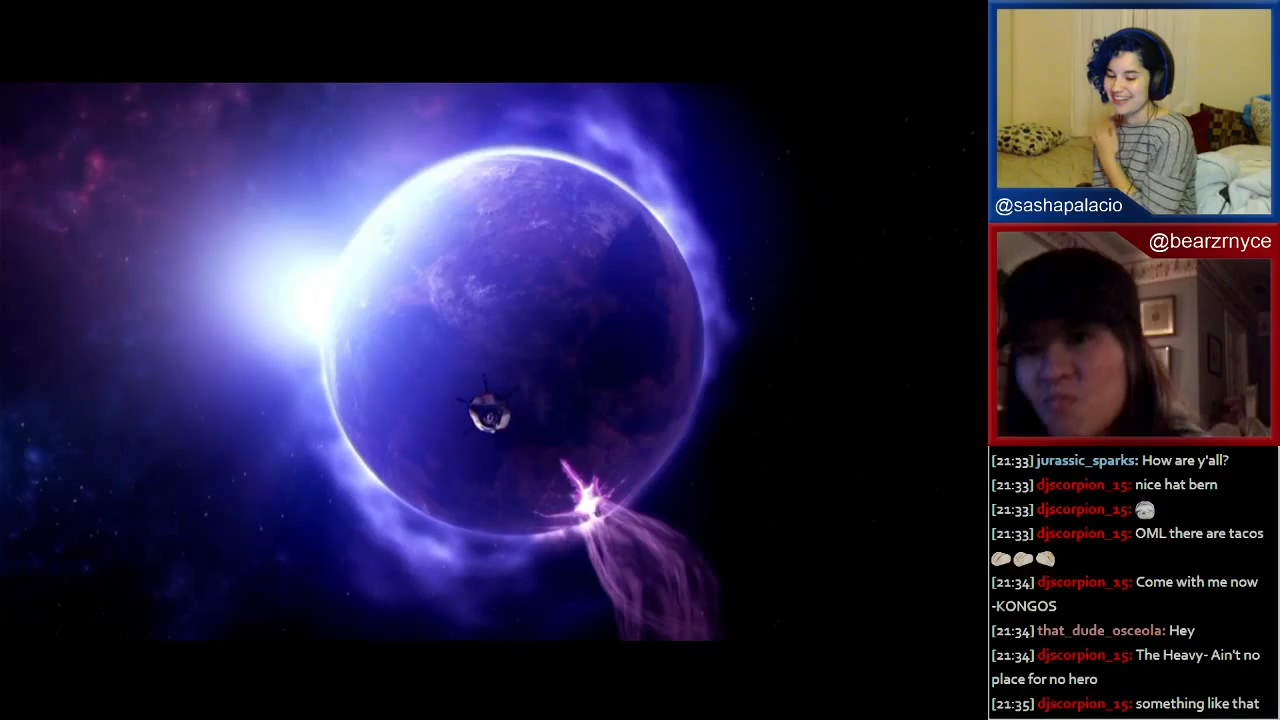 @sashapalacio
@bearzrnyce
[21:33] jurassic_sparks: How are y'all?
[21:33] djscorpion_15: nice hat bern
[21:33] djscorpion_15:
[21:33] djscorpion_15: OML there are tacos
[21:34] djscorpion_15: Come with me now
-KONGOS
[21:34] that_dude_osceola: Hey
[21:34] djscorpion_15: The Heavy- Ain't no
place for no hero
[21:35] djscorpion_15: something like that